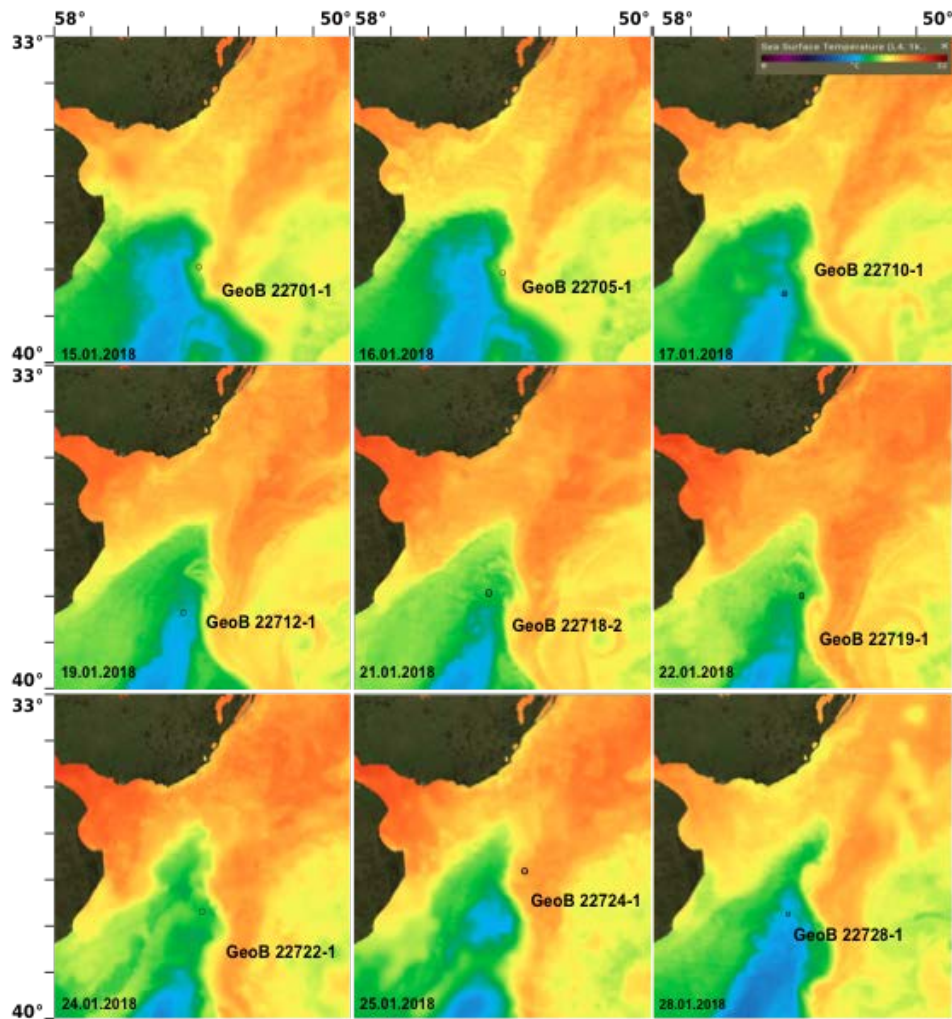 58° 50° 58° 50° 58° 50°
33°
Sea Surface Temperature (L4, 1k..
°C
GeoB 22701-1
GeoB 22705-1
GeoB 22710-1
40°
15.01.2018
16.01.2018
17.01.2018
33°
GeoB 22712-1
GeoB 22718-2
GeoB 22719-1
40°
19.01.2018
21.01.2018
22.01.2018
33°
GeoB 22722-1
GeoB 22724-1
GeoB 22728-1
40°
24.01.2018
25.01.2018
28.01.2018